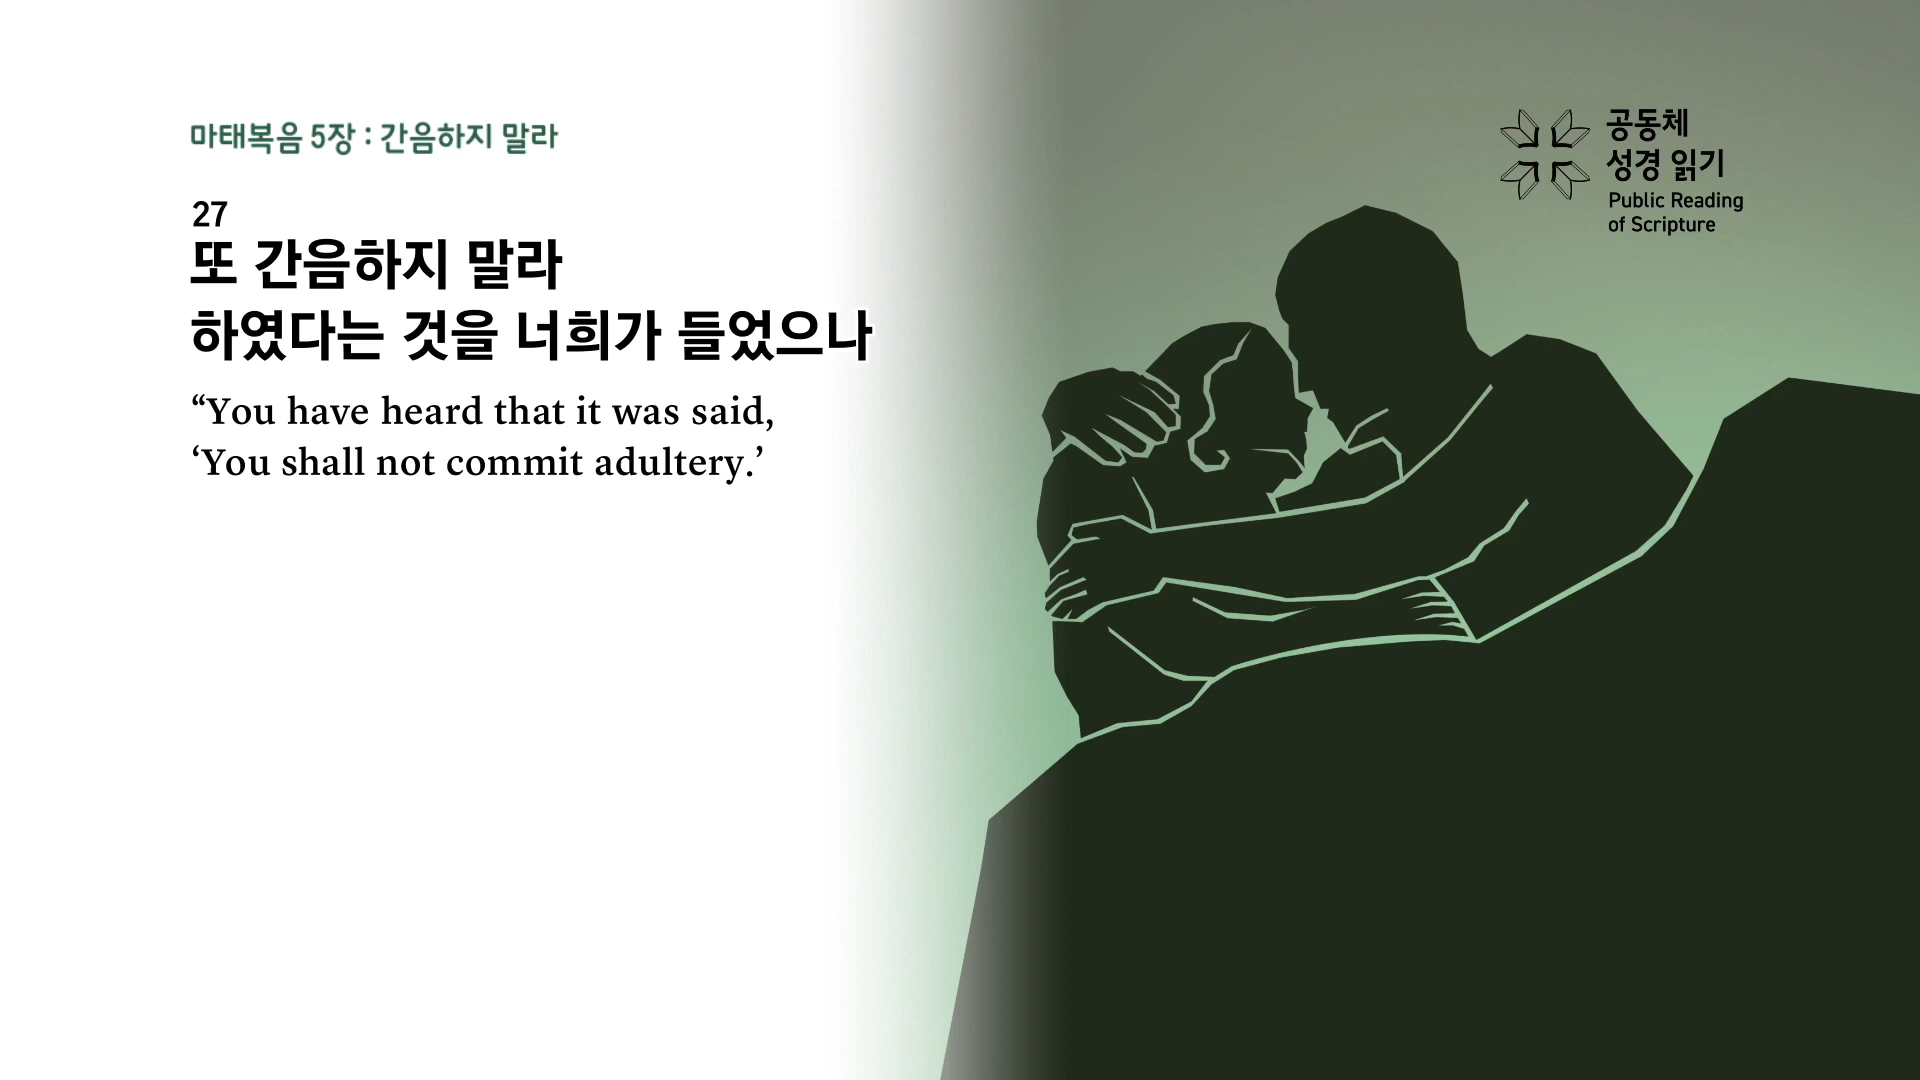 마태복음 5장 : 간음하지 말라
27
또 간음하지 말라
하였다는 것을 너희가 들었으나
“You have heard that it was said,
‘You shall not commit adultery.’
공동체
성경 읽기
Public Reading
of Scripture